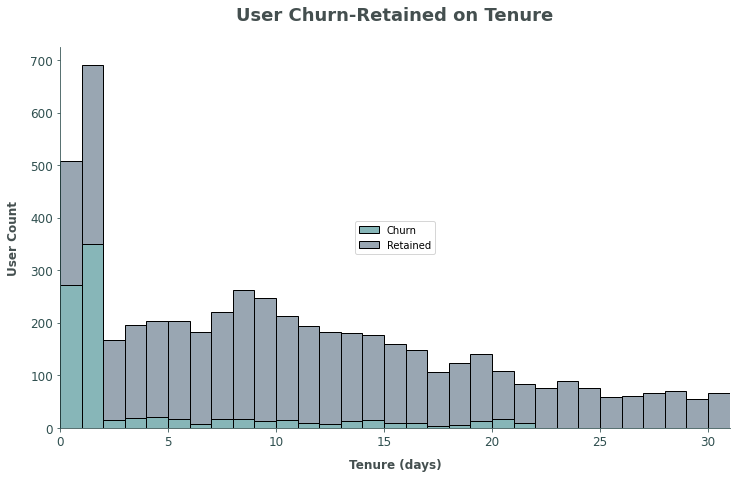 User Churn-Retained on Tenure
700
600
500
400
300
200
100
0
User Count
Churn
Retained
0 5 10 15 20 25 30
Tenure (days)